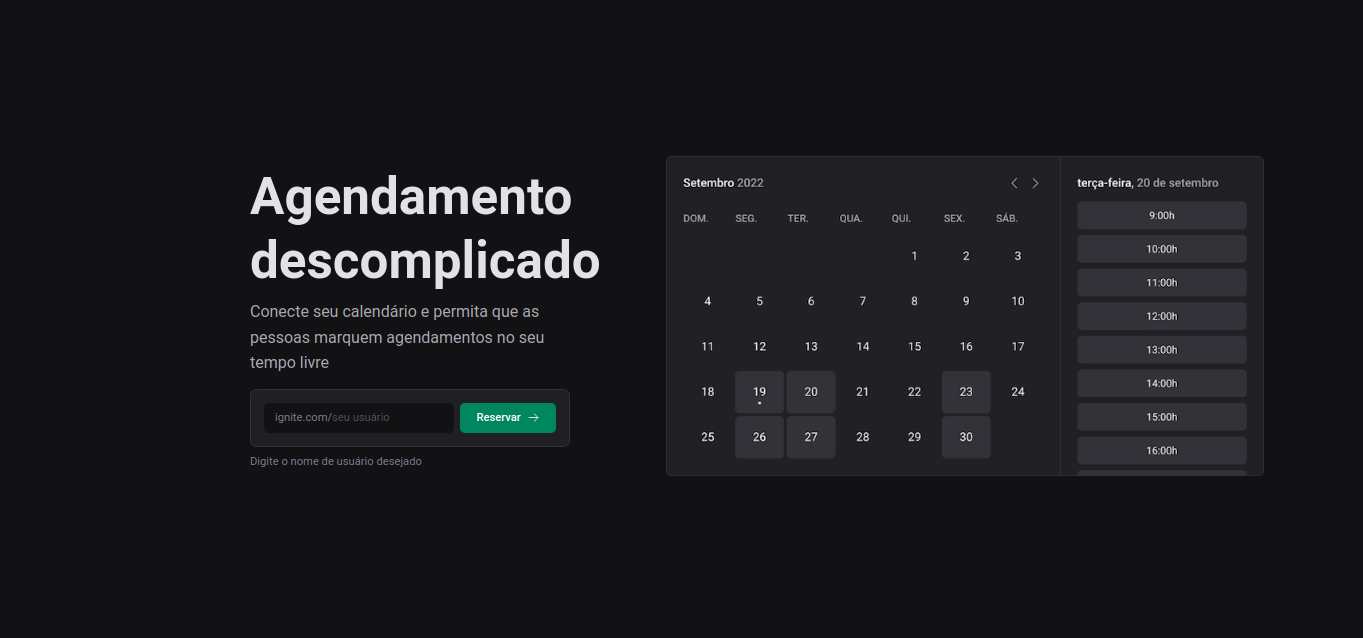 Agendamento
descomplicado
Conecte seu calendário e permita que as
pessoas marquem agendamentos no seu
tempo livre
ignite.com/seu usuário
Reservar
Digite o nome de usuário desejado
Setembro 2022
DOM. SEG. TER. QUA. QUI. SEX. SÁB.
1 2 3
4 5 6 7 8 9 10
11 12 13 14 15 16 17
18 19 20 21 22 23 24
25 26 27 28 29 30
terça-feira, 20 de setembro
9:00h
10:00h
11:00h
12:00h
13:00h
14:00h
15:00h
16:00h